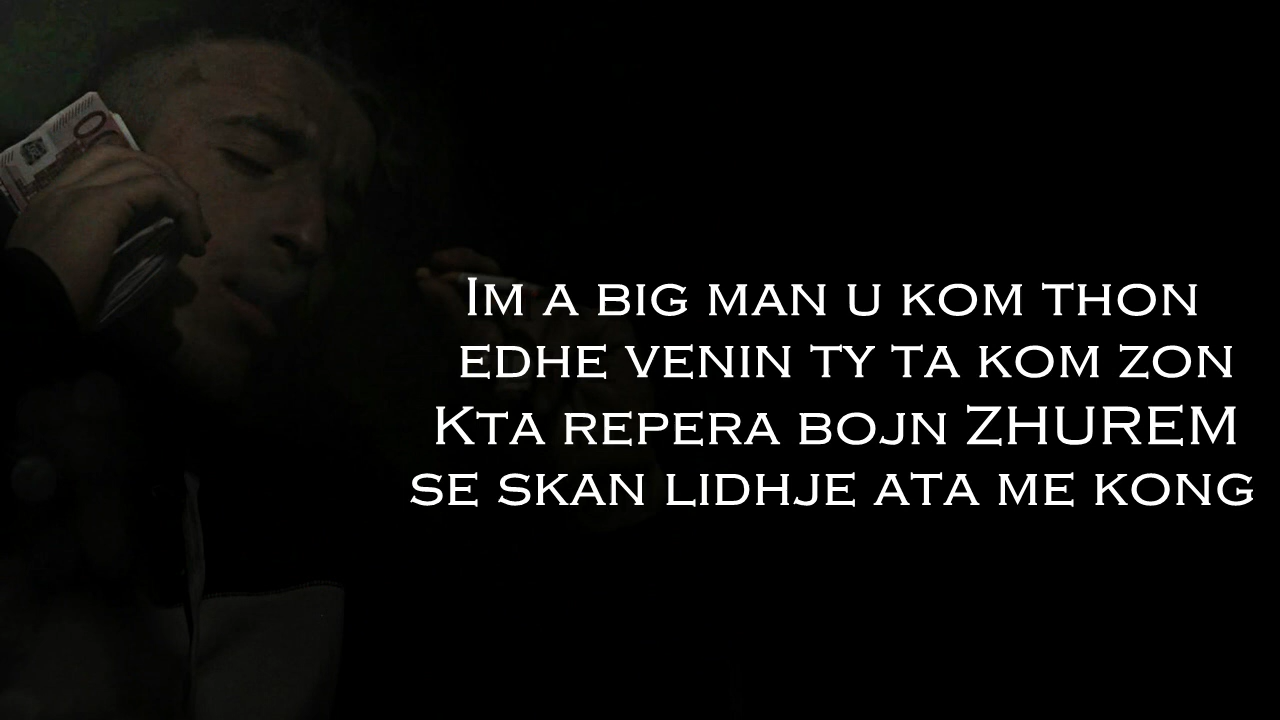 Im a big man u kom thon
edhe venin ty ta kom zon
Kta repera bojn ZHUREM
se skan lidhje ata me kong